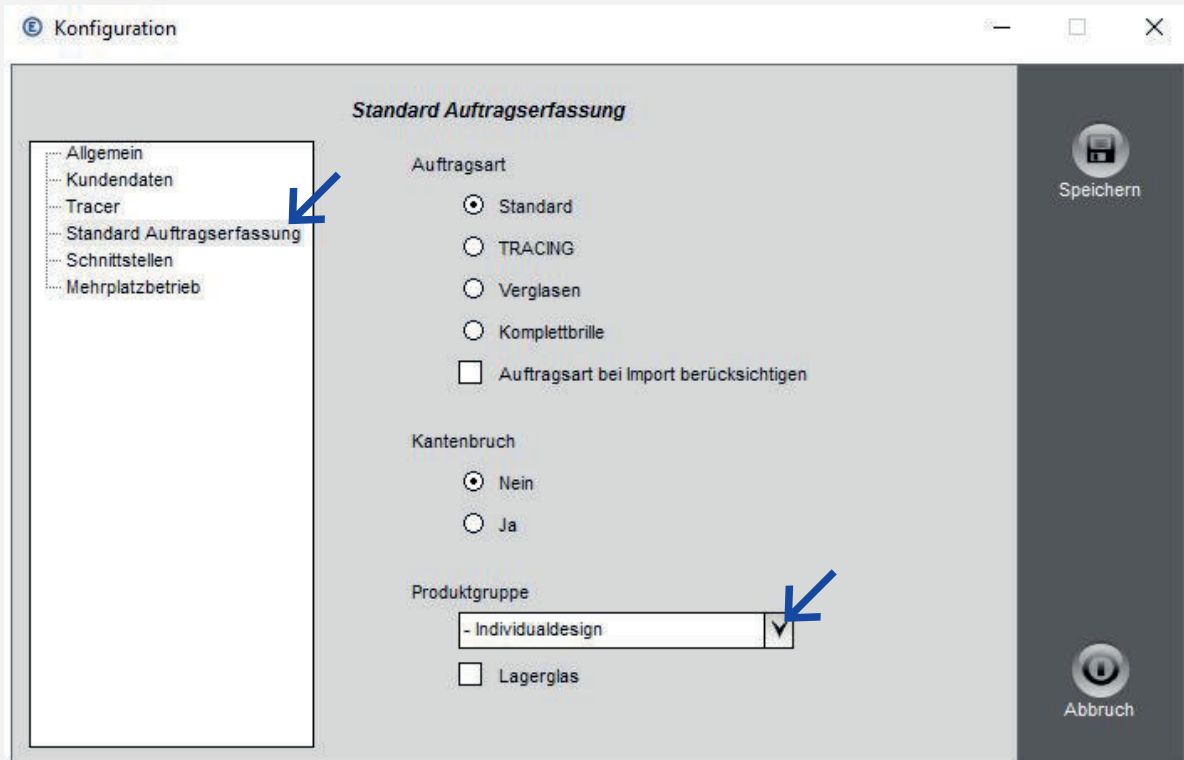 Konfiguration
Standard Auftragserfassung
Allgemein
Kundendaten
Tracer
Standard Auftragserfassung
Schnittstellen
Mehrplatzbetrieb
Auftragsart
Standard
TRACING
Verglasen
Komplettbrille
Auftragsart bei Import berücksichtigen
Kantenbruch
Nein
Ja
Produktgruppe
- Individualdesign
Lagerglas
Speichern
Abbruch